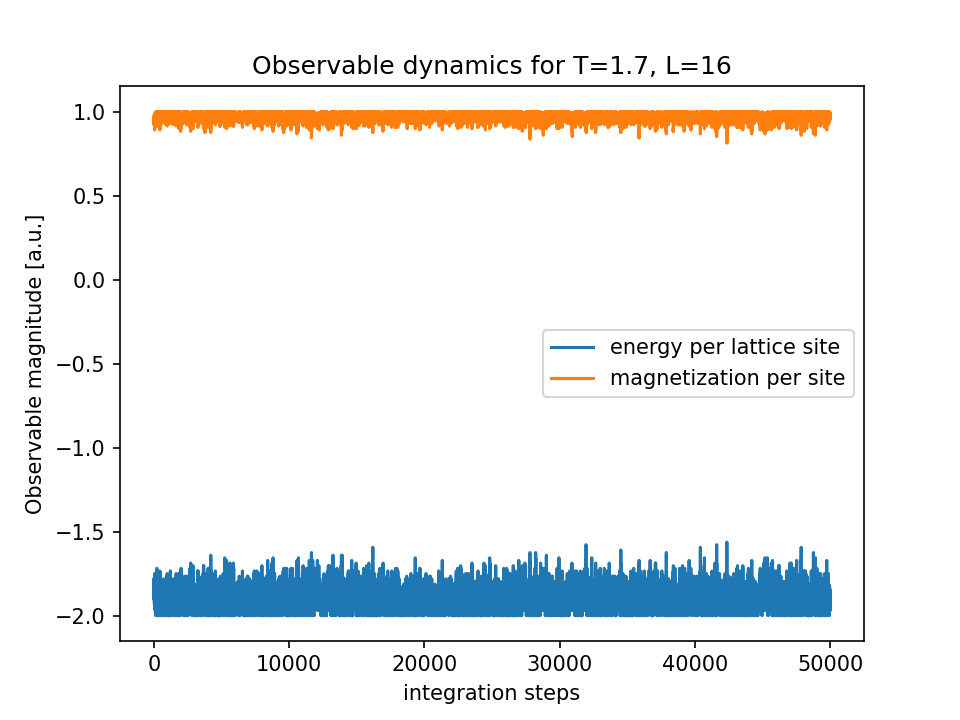 Observable dynamics for T=1.7, L=16
Observable magnitude [a.u.]
1.0
0.5
0.0
−0.5
−1.0
−1.5
−2.0
energy per lattice site
magnetization per site
0 10000 20000 30000 40000 50000
integration steps